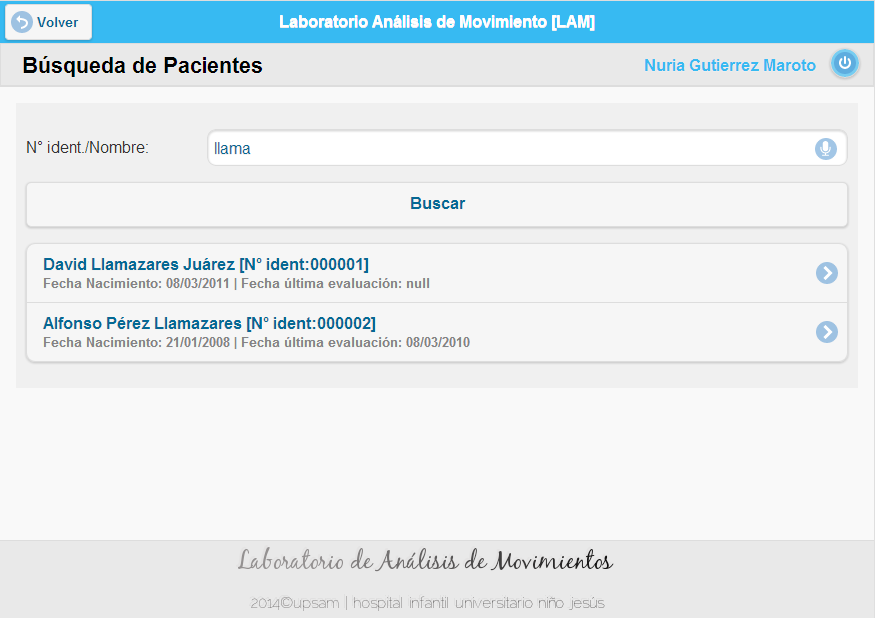 Volver
Laboratorio Análisis de Movimiento [LAM]
Búsqueda de Pacientes
Nuria Gutierrez Maroto
N° ident./Nombre:
llama
Buscar
David Llamazares Juárez [N° ident:000001]
Fecha Nacimiento: 08/03/2011 | Fecha última evaluación: null
Alfonso Pérez Llamazares [N° ident:000002]
Fecha Nacimiento: 21/01/2008 | Fecha última evaluación: 08/03/2010
Laboratorio de Análisis de Movimientos
2014©upsam | hospital infantil universitario niño jesús